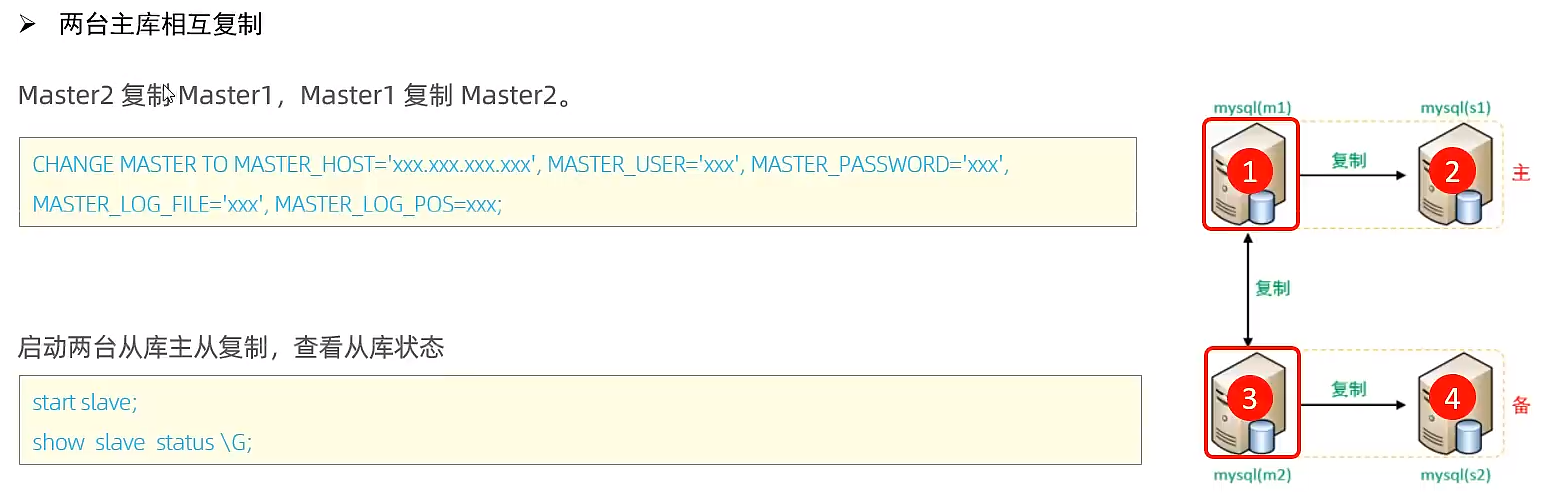 两台主库相互复制
Master2 复制 Master1，Master1 复制 Master2。
CHANGE MASTER TO MASTER_HOST='xxx.xxx.xxx.xxx', MASTER_USER='xxx', MASTER_PASSWORD='xxx',
MASTER_LOG_FILE='xxx', MASTER_LOG_POS=xxx;
启动两台从库主从复制，查看从库状态
start slave;
show slave status \G;
mysql(m1)
mysql(s1)
1
复制
2
主
复制
3
复制
4
备
mysql(m2)
mysql(s2)